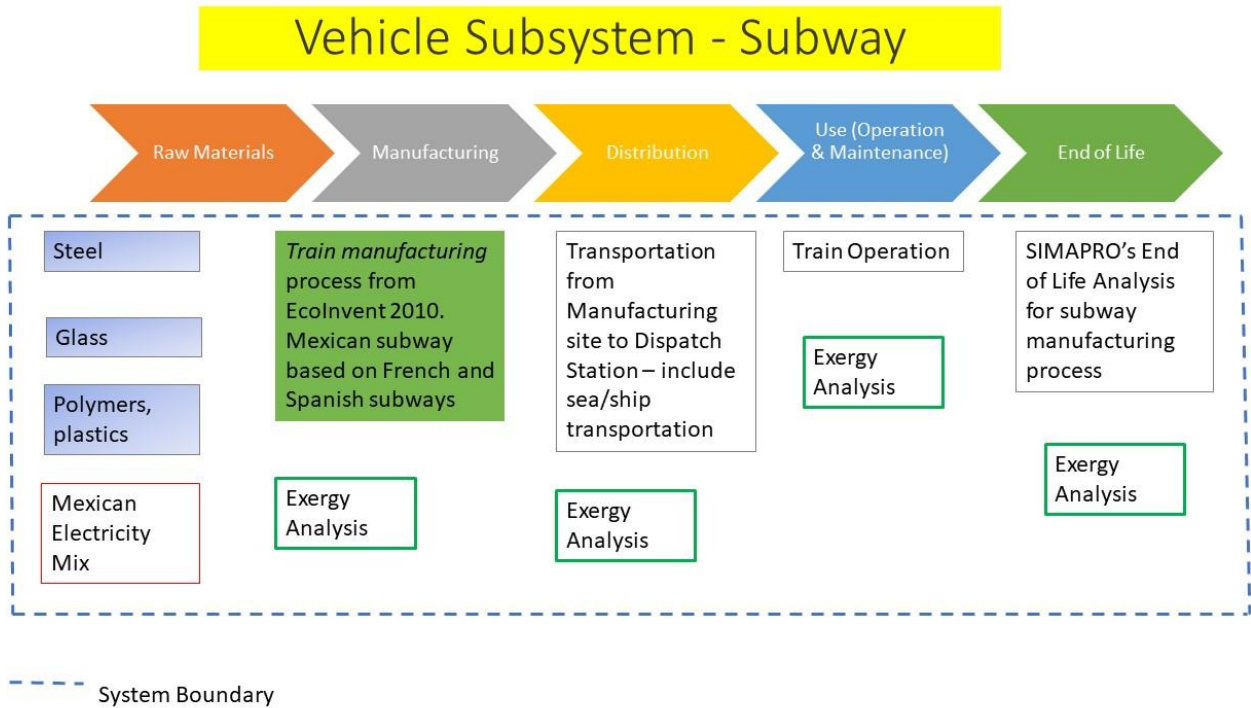 Vehicle Subsystem - Subway
Raw Materials
Manufacturing
Distribution
Use (Operation
& Maintenance)
End of Life
Steel
Glass
Polymers,
plastics
Mexican
Electricity
Mix
Train manufacturing
process from
EcoInvent 2010.
Mexican subway
based on French and
Spanish subways
Exergy
Analysis
Transportation
from
Manufacturing
site to Dispatch
Station – include
sea/ship
transportation
Exergy
Analysis
Train Operation
Exergy
Analysis
SIMAPRO's End
of Life Analysis
for subway
manufacturing
process
Exergy
Analysis
System Boundary